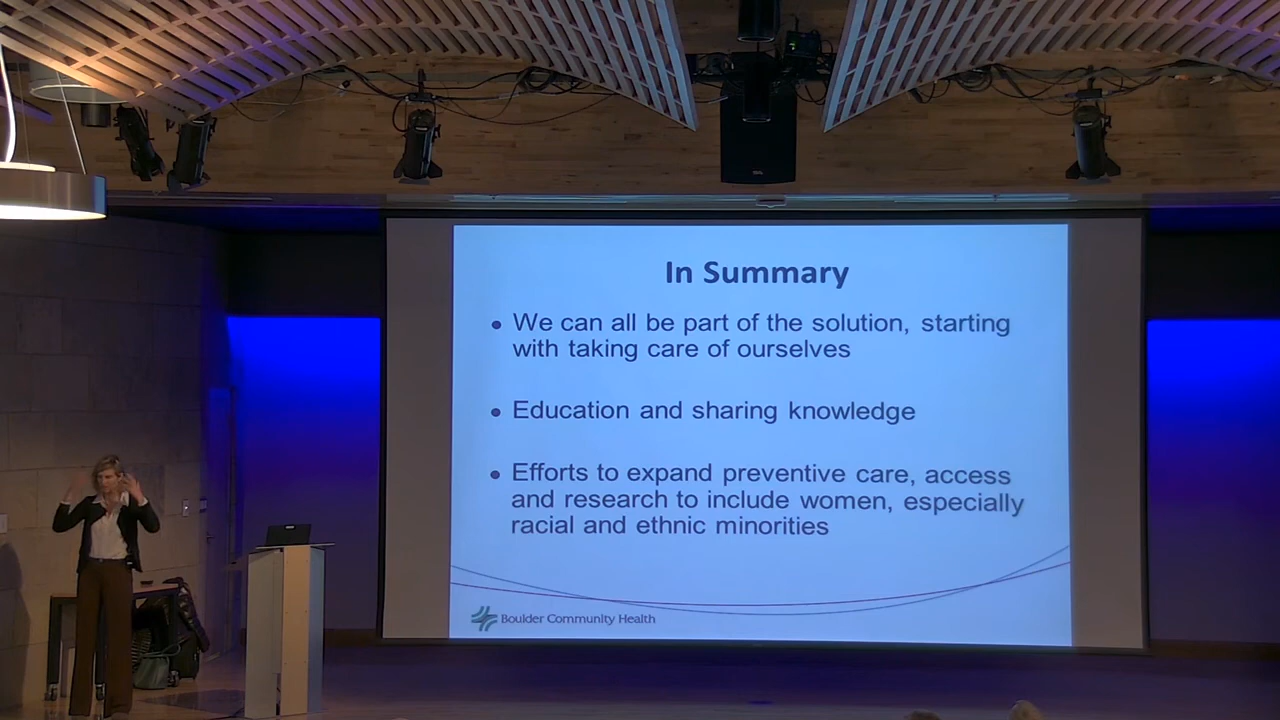 In Summary
• We can all be part of the solution, starting
with taking care of ourselves
• Education and sharing knowledge
• Efforts to expand preventive care, access
and research to include women, especially
racial and ethnic minorities
Boulder Community Health